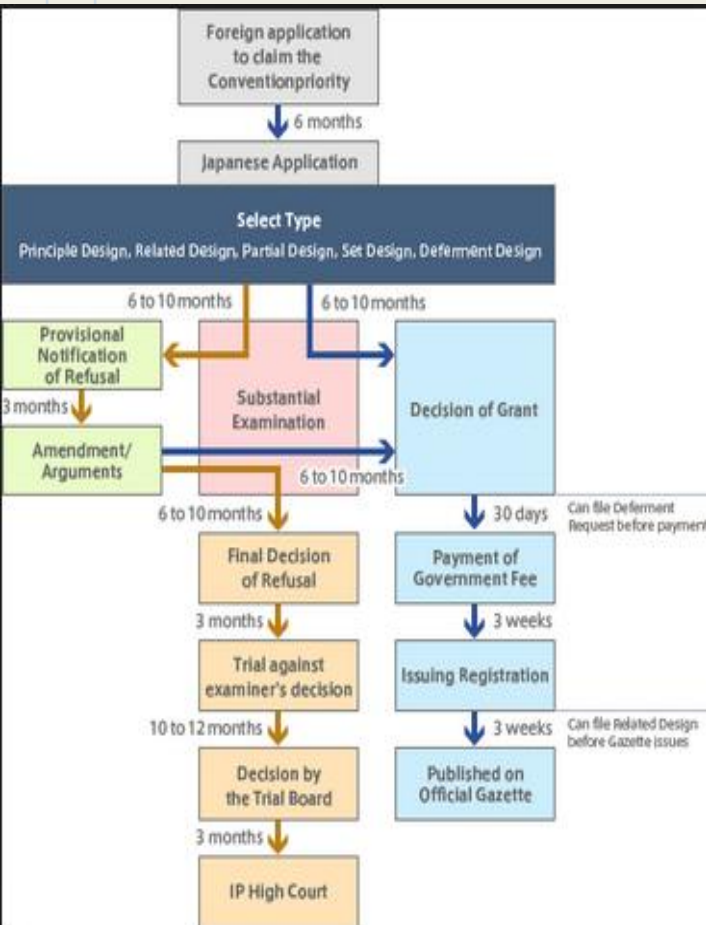 Foreign application
to claim the
Conventionpriority
6 months
Japanese Application
Select Type
Principle Design, Related Design, Partial Design, Set Design, Deferment Design
6 to 10 months
6 to 10 months
Provisional
Notification
of Refusal
Substantial
Examination
Decision of Grant
3 months
Amendment/
Arguments
6 to 10 months
6 to 10 months
30 days
Can file Deferment
Request before payment
Final Decision
of Refusal
Payment of
Government Fee
3 months
3 weeks
Trial against
examiner's decision
Issuing Registration
10 to 12 months
3 weeks
Can file Related Design
before Gazette issues
Decision by
the Trial Board
Published on
Official Gazette
3 months
IP High Court